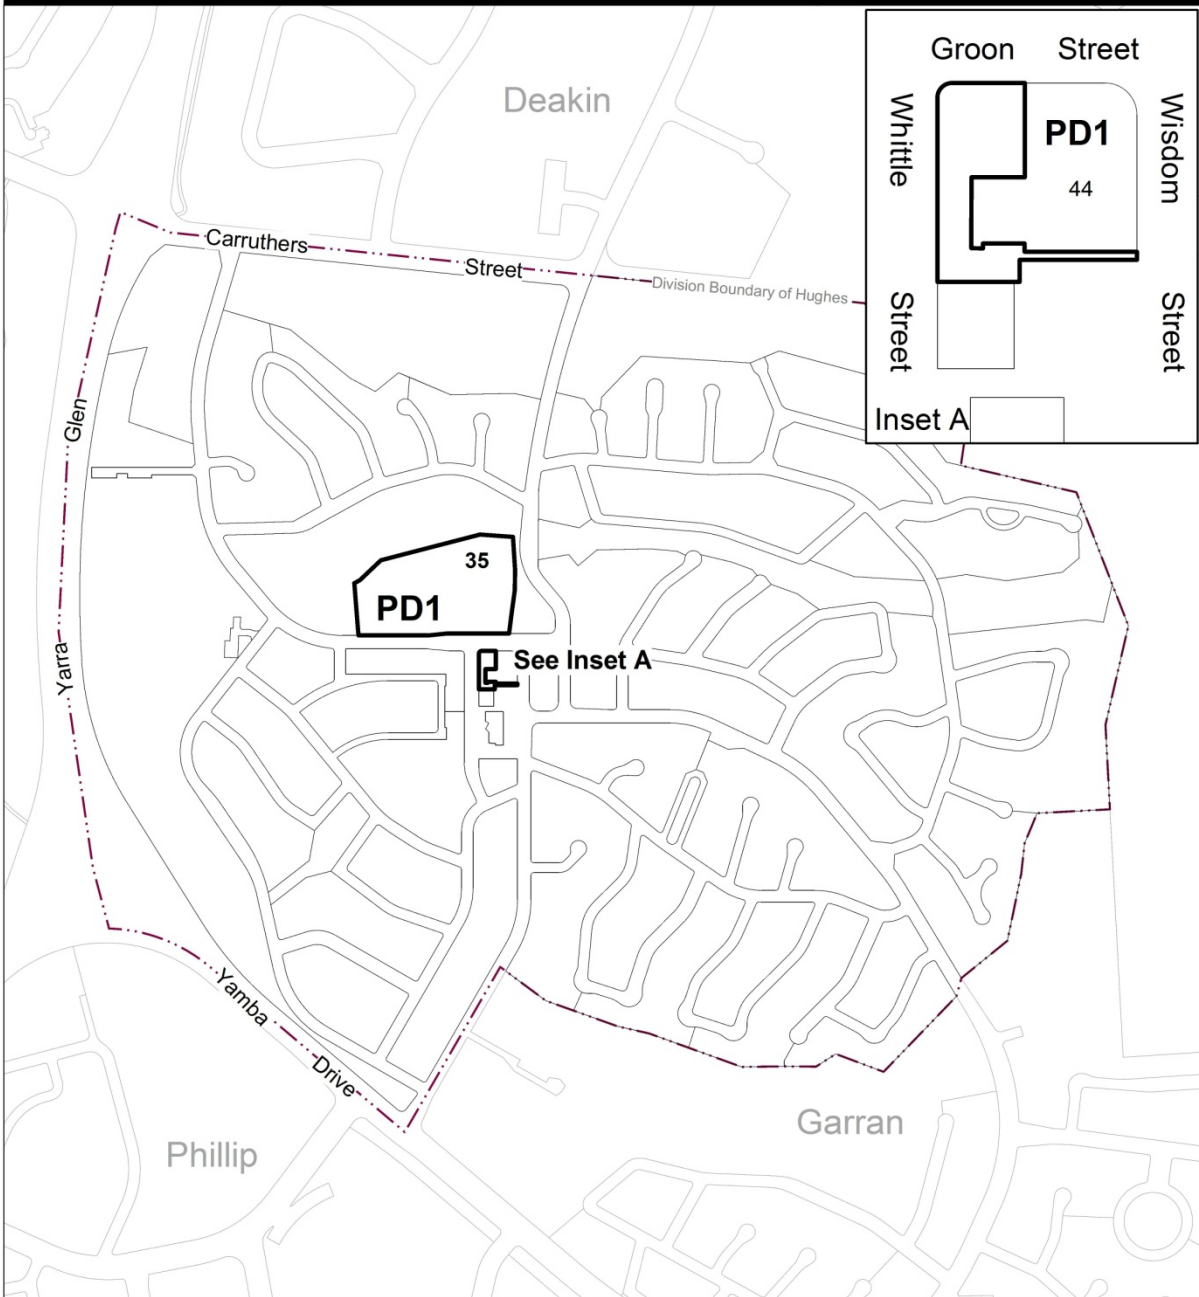 Deakin
Groon Street
Whittle
Street
PD1
44
Wisdom
Street
Inset A
Carruthers
Street
Division Boundary of Hughes
Glen
Yarra
35
PD1
See Inset A
Yamba
Drive
Phillip
Garran